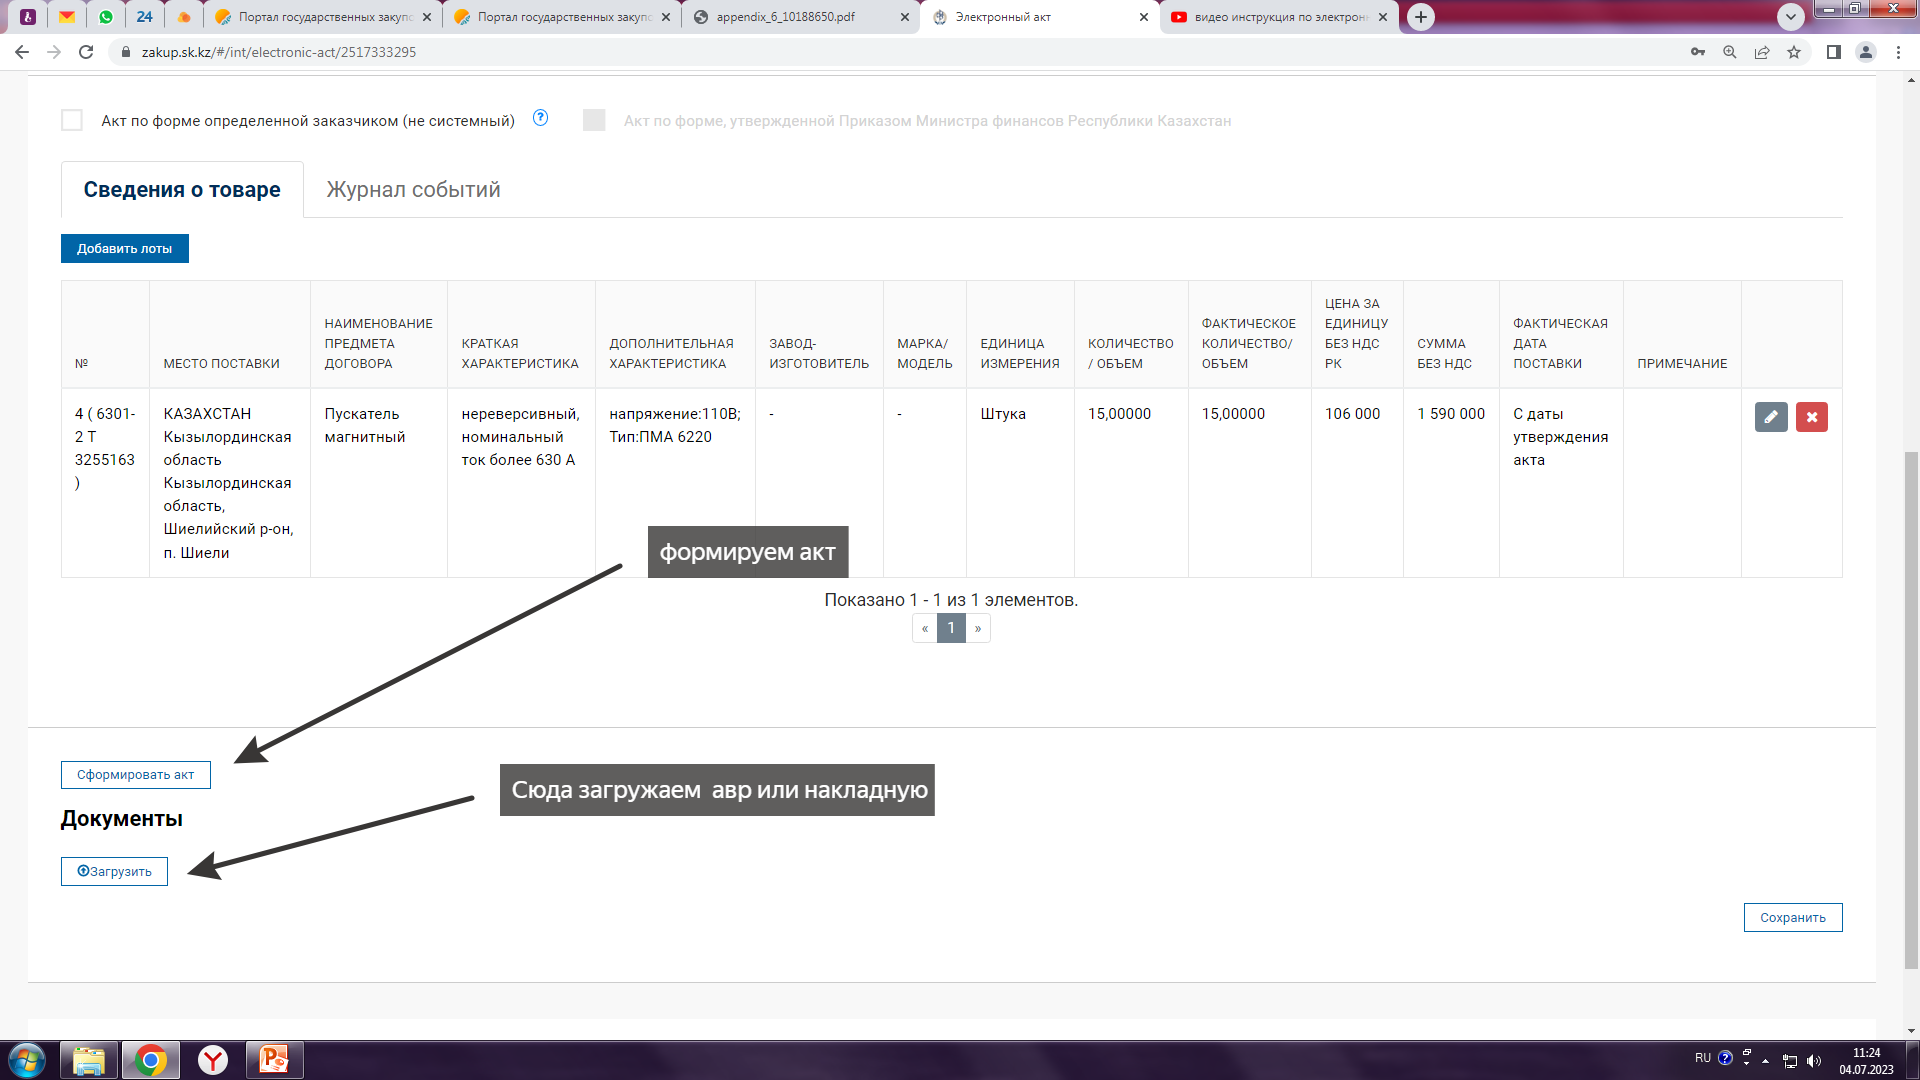 24
Портал государственных закупо
Портал государственных закупо
appendix_6_10188650.pdf
Электронный акт
видео инструкция по электрон
zakup.sk.kz/#/int/electronic-act/2517333295
Акт по форме определенной заказчиком (не системный)
?
Акт по форме, утвержденной Приказом Министра финансов Республики Казахстан
Сведения о товаре
Журнал событий
Добавить лоты
№
МЕСТО ПОСТАВКИ
НАИМЕНОВАНИЕ
ПРЕДМЕТА
ДОГОВОРА
КРАТКАЯ
ХАРАКТЕРИСТИКА
ДОПОЛНИТЕЛЬНАЯ
ХАРАКТЕРИСТИКА
ЗАВОД-
ИЗГОТОВИТЕЛЬ
МАРКА/
МОДЕЛЬ
ЕДИНИЦА
ИЗМЕРЕНИЯ
КОЛИЧЕСТВО
/ ОБЪЕМ
ФАКТИЧЕСКОЕ
КОЛИЧЕСТВО/
ОБЪЕМ
ЦЕНА ЗА
ЕДИНИЦУ
БЕЗ НДС
РК
СУММА
БЕЗ НДС
ФАКТИЧЕСКАЯ
ДАТА
ПОСТАВКИ
ПРИМЕЧАНИЕ
4 ( 6301-
2 Т
3255163
)
КАЗАХСТАН
Кызылординская
область
Кызылординская
область,
Шиелийский р-он,
п. Шиели
Пускатель
магнитный
нереверсивный,
номинальный
ток более 630 А
напряжение:110В;
Тип:ПМА 6220
-
-
Штука
15,00000
15,00000
106 000
1 590 000
С даты
утверждения
акта
формируем акт
Показано 1 - 1 из 1 элементов.
« 1 »
Сформировать акт
Сюда загружаем  авр или накладную
Документы
Загрузить
Сохранить
RU
11:24
04.07.2023